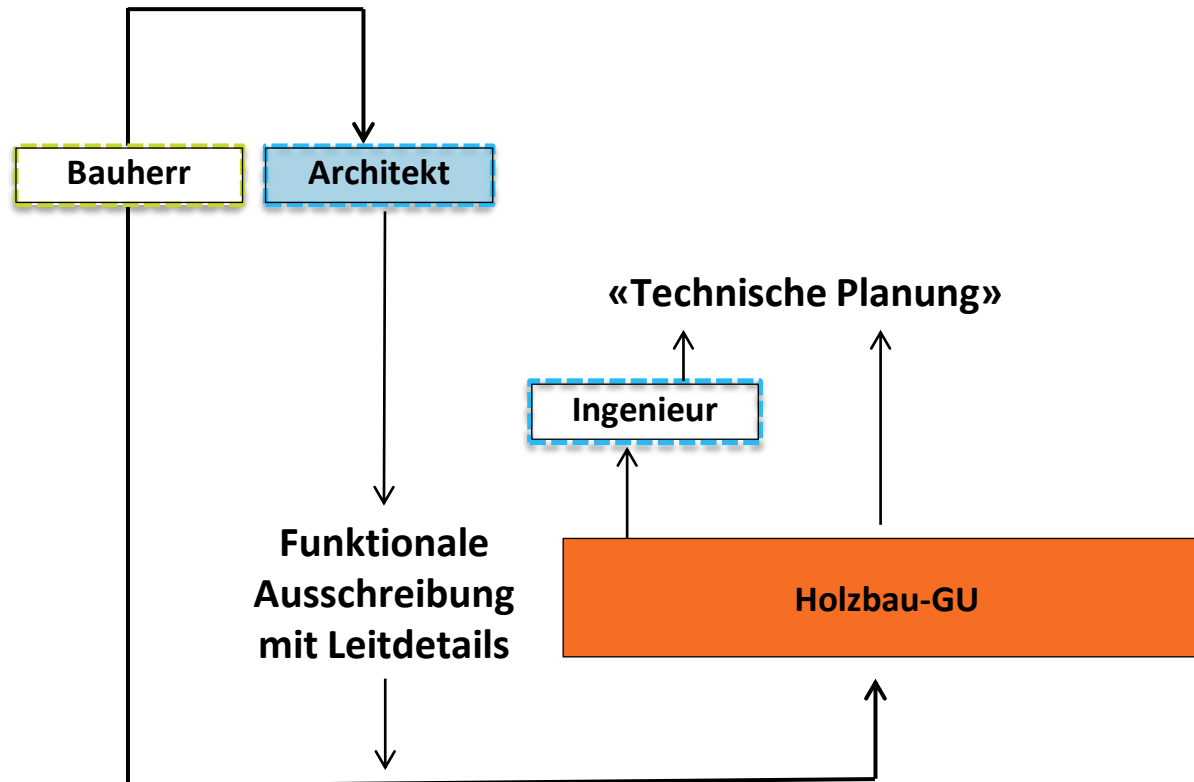 Bauherr
Architekt
«Technische Planung»
Ingenieur
Funktionale
Ausschreibung
mit Leitdetails
Holzbau-GU